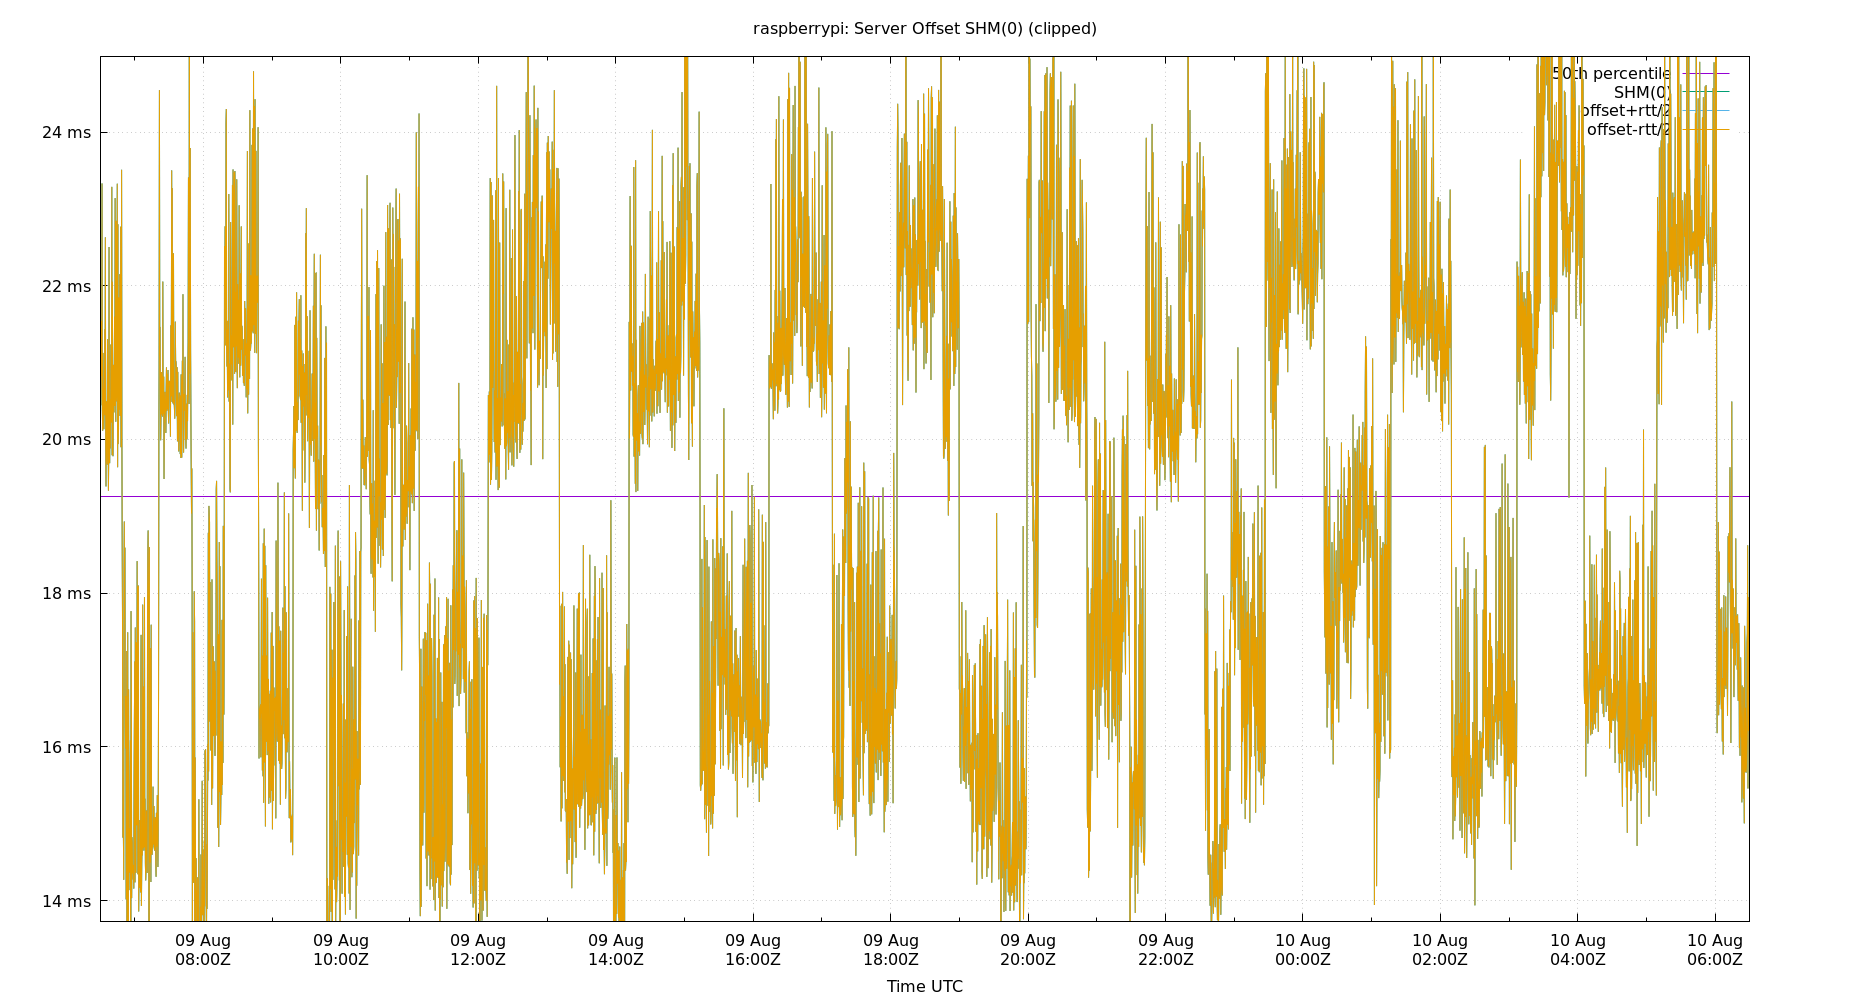 raspberrypi: Server Offset SHM(0) (clipped)
50th percentile
SHM(0)
offset+rtt/2
offset-rtt/2
24 ms
22 ms
20 ms
18 ms
16 ms
14 ms
09 Aug 09 Aug 09 Aug 09 Aug 09 Aug 09 Aug 09 Aug 09 Aug 10 Aug 10 Aug 10 Aug 10 Aug
08:00Z 10:00Z 12:00Z 14:00Z 16:00Z 18:00Z 20:00Z 22:00Z 00:00Z 02:00Z 04:00Z 06:00Z
Time UTC